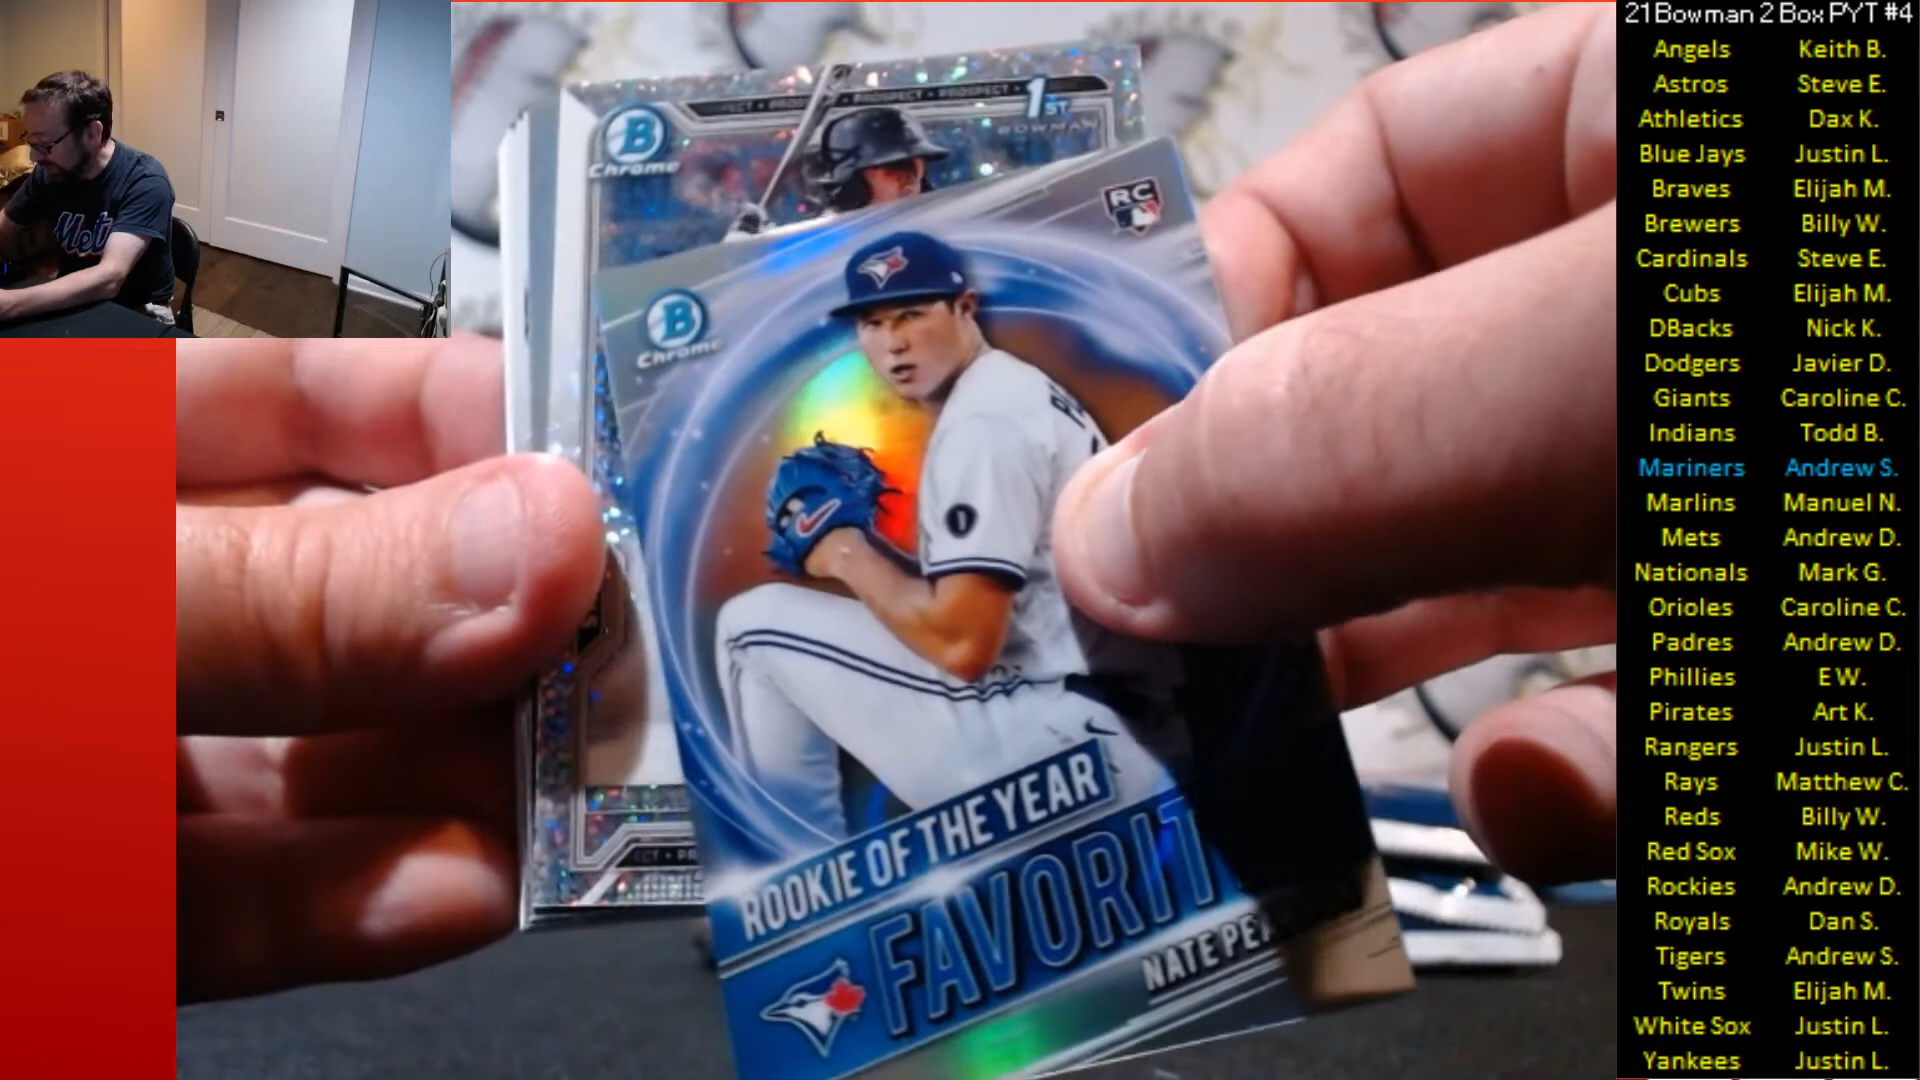 21 Bowman 2 Box PYT #4
Angels Keith B.
Astros Steve E.
Athletics Dax K.
Blue Jays Justin L.
Braves Elijah M.
Brewers Billy W.
Cardinals Steve E.
Cubs Elijah M.
DBacks Nick K.
Dodgers Javier D.
Giants Caroline C.
Indians Todd B.
Mariners Andrew S.
Marlins Manuel N.
Mets Andrew D.
Nationals Mark G.
Orioles Caroline C.
Padres Andrew D.
Phillies E W.
Pirates Art K.
Rangers Justin L.
Rays Matthew C.
Reds Billy W.
Red Sox Mike W.
Rockies Andrew D.
Royals Dan S.
Tigers Andrew S.
Twins Elijah M.
White Sox Justin L.
Yankees Justin L.
Met
PROSPECT • PROSPECT
1ST
BOWMAN
B
Chrome
RC
B
Chrome
ROOKIE OF THE YEAR
FAVORIT
NATE PEA